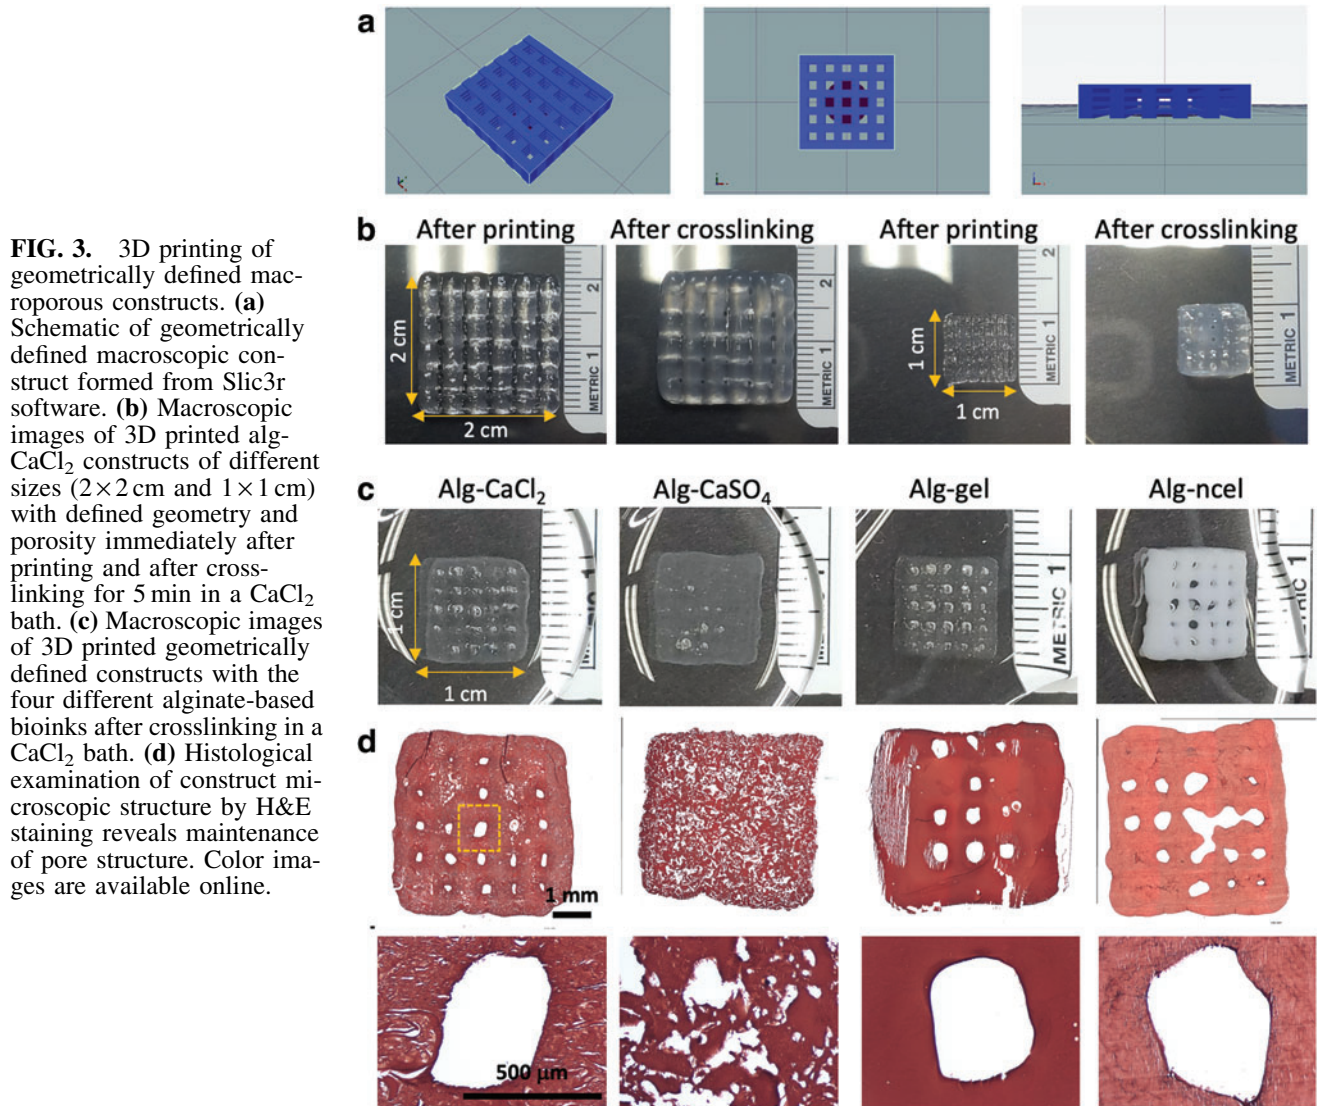 FIG. 3. 3D printing of
geometrically defined mac-
roporous constructs. (a)
Schematic of geometrically
defined macroscopic con-
struct formed from Slic3r
software. (b) Macroscopic
images of 3D printed alg-
CaCl₂ constructs of different
sizes (2×2 cm and 1×1 cm)
with defined geometry and
porosity immediately after
printing and after cross-
linking for 5 min in a CaCl₂
bath. (c) Macroscopic images
of 3D printed geometrically
defined constructs with the
four different alginate-based
bioinks after crosslinking in a
CaCl₂ bath. (d) Histological
examination of construct mi-
croscopic structure by H&E
staining reveals maintenance
of pore structure. Color ima-
ges are available online.
a
b
After printing
After crosslinking
After printing
After crosslinking
2 cm
2 cm
METRIC 1 2
METRIC 1 2
1 cm
1 cm
METRIC 1
METRIC 1
c
Alg-CaCl₂
Alg-CaSO₄
Alg-gel
Alg-ncel
1 cm
1 cm
METRIC 1
1
d
1 mm
500 µm